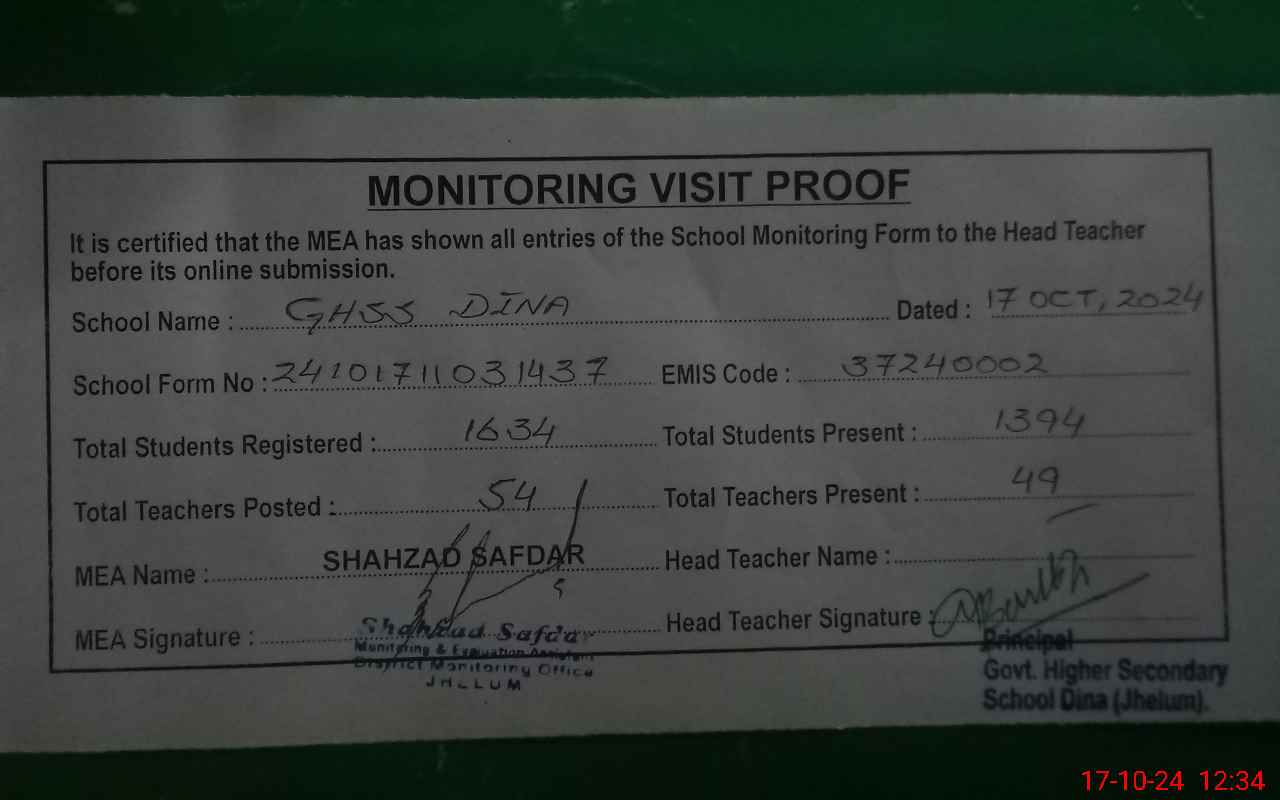 MONITORING VISIT PROOF
It is certified that the MEA has shown all entries of the School Monitoring Form to the Head Teacher
before its online submission.
School Name : GHSS DINA Dated : 17 OCT, 2024
School Form No : 24101711031437 EMIS Code : 37240002
Total Students Registered : 1634 Total Students Present : 1394
Total Teachers Posted : 54 Total Teachers Present : 49
MEA Name : SHAHZAD SAFDAR Head Teacher Name :
MEA Signature : Head Teacher Signature :
Shahzad Safdar
Monitoring & Evaluation Assistant
District Monitoring Office
JHELUM
Principal
Govt. Higher Secondary
School Dina (Jhelum).
17-10-24 12:34